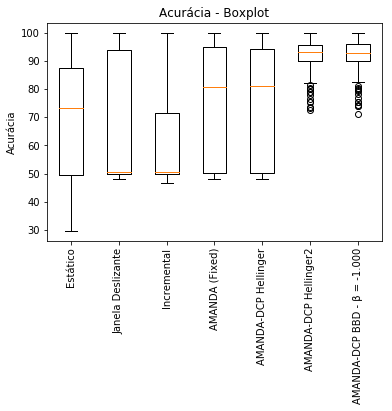 Acurácia - Boxplot
Acurácia
100
90
80
70
60
50
40
30
Estático
Janela Deslizante
Incremental
AMANDA (Fixed)
AMANDA-DCP Hellinger
AMANDA-DCP Hellinger2
AMANDA-DCP BBD - β = -1.000